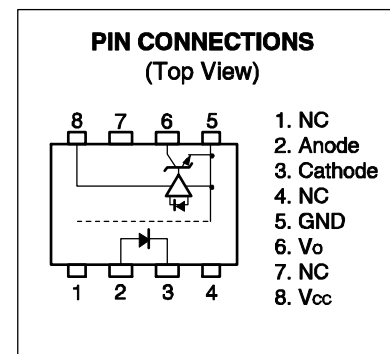 PIN CONNECTIONS
(Top View)
8 7 6 5
1 2 3 4
1. NC
2. Anode
3. Cathode
4. NC
5. GND
6. Vo
7. NC
8. Vcc